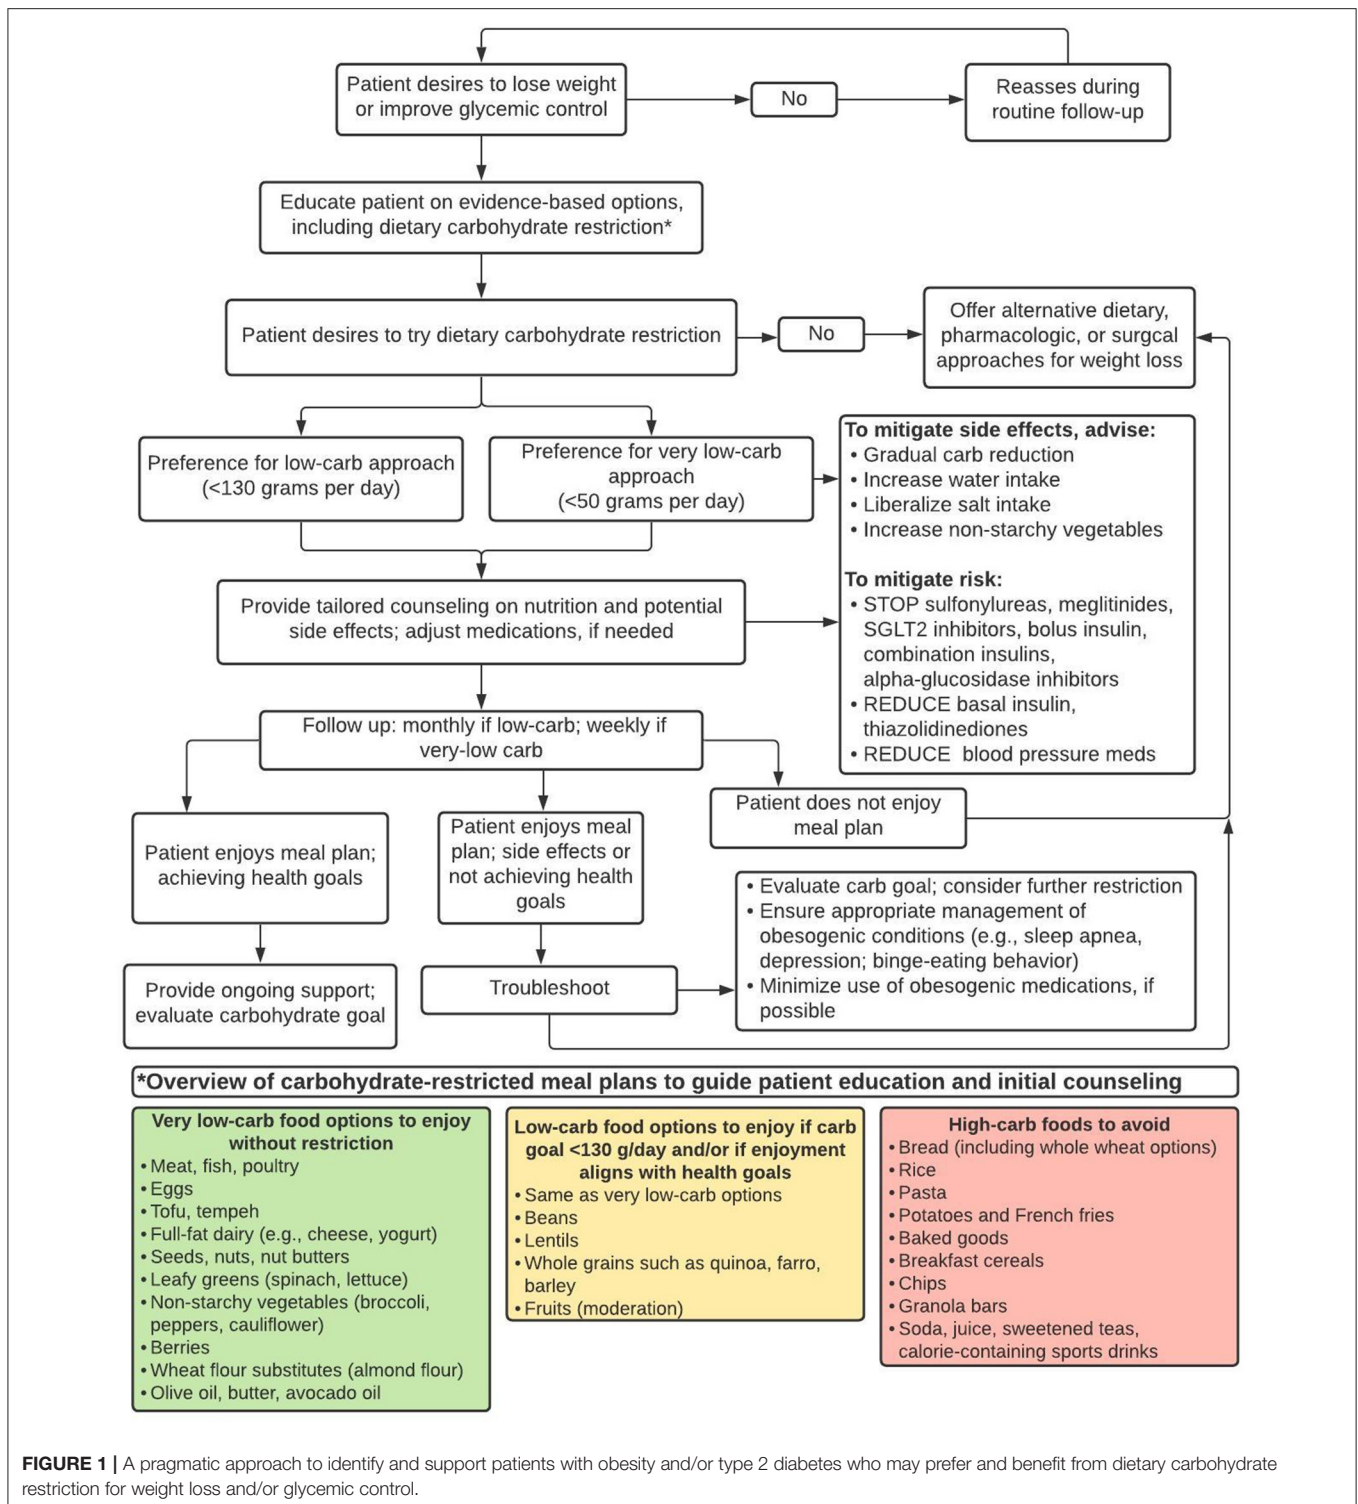 Patient desires to lose weight
or improve glycemic control
No
Reasses during
routine follow-up
Educate patient on evidence-based options,
including dietary carbohydrate restriction*
Patient desires to try dietary carbohydrate restriction
No
Offer alternative dietary,
pharmacologic, or surgcal
approaches for weight loss
Preference for low-carb approach
(<130 grams per day)
Preference for very low-carb
approach
(<50 grams per day)
To mitigate side effects, advise:
• Gradual carb reduction
• Increase water intake
• Liberalize salt intake
• Increase non-starchy vegetables
To mitigate risk:
• STOP sulfonylureas, meglitinides,
SGLT2 inhibitors, bolus insulin,
combination insulins,
alpha-glucosidase inhibitors
• REDUCE basal insulin,
thiazolidinediones
• REDUCE  blood pressure meds
Provide tailored counseling on nutrition and potential
side effects; adjust medications, if needed
Follow up: monthly if low-carb; weekly if
very-low carb
Patient enjoys meal plan;
achieving health goals
Patient enjoys meal
plan; side effects or
not achieving health
goals
Patient does not enjoy
meal plan
Provide ongoing support;
evaluate carbohydrate goal
Troubleshoot
• Evaluate carb goal; consider further restriction
• Ensure appropriate management of
obesogenic conditions (e.g., sleep apnea,
depression; binge-eating behavior)
• Minimize use of obesogenic medications, if
possible
*Overview of carbohydrate-restricted meal plans to guide patient education and initial counseling
Very low-carb food options to enjoy
without restriction
• Meat, fish, poultry
• Eggs
• Tofu, tempeh
• Full-fat dairy (e.g., cheese, yogurt)
• Seeds, nuts, nut butters
• Leafy greens (spinach, lettuce)
• Non-starchy vegetables (broccoli,
peppers, cauliflower)
• Berries
• Wheat flour substitutes (almond flour)
• Olive oil, butter, avocado oil
Low-carb food options to enjoy if carb
goal <130 g/day and/or if enjoyment
aligns with health goals
• Same as very low-carb options
• Beans
• Lentils
• Whole grains such as quinoa, farro,
barley
• Fruits (moderation)
High-carb foods to avoid
• Bread (including whole wheat options)
• Rice
• Pasta
• Potatoes and French fries
• Baked goods
• Breakfast cereals
• Chips
• Granola bars
• Soda, juice, sweetened teas,
calorie-containing sports drinks
FIGURE 1 | A pragmatic approach to identify and support patients with obesity and/or type 2 diabetes who may prefer and benefit from dietary carbohydrate
restriction for weight loss and/or glycemic control.